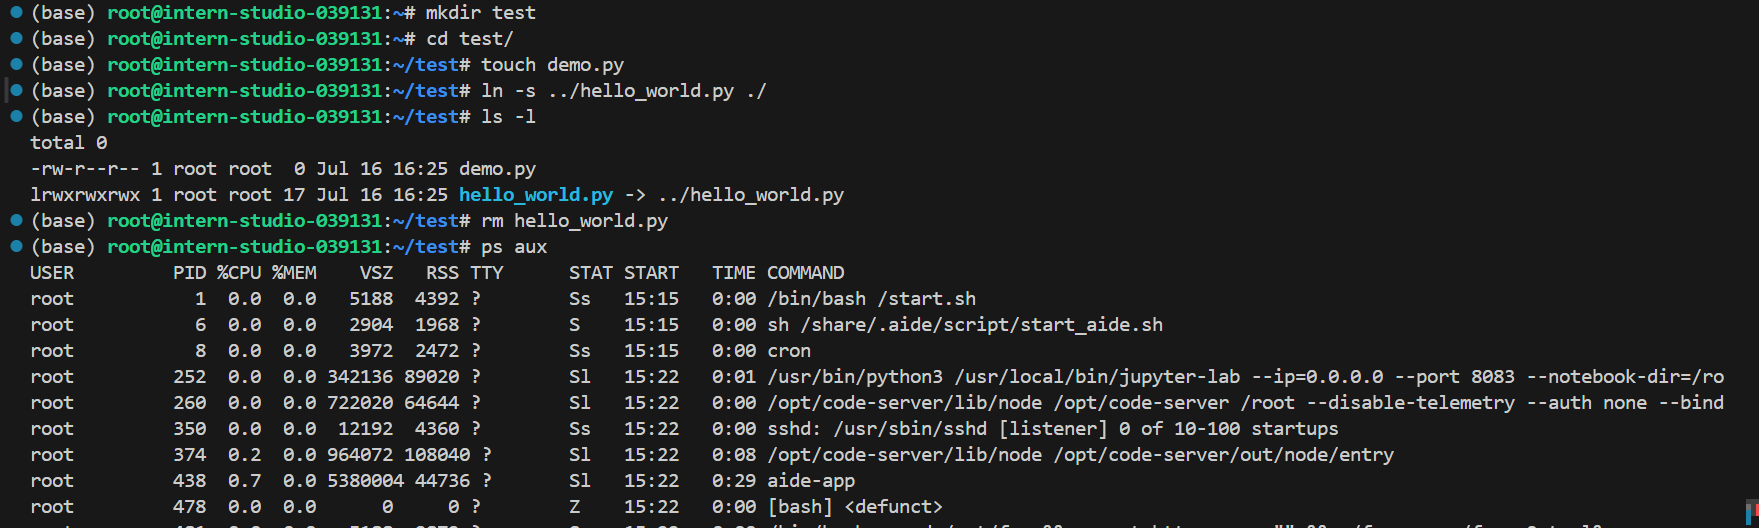 (base) root@intern-studio-039131:~# mkdir test
(base) root@intern-studio-039131:~# cd test/
(base) root@intern-studio-039131:~/test# touch demo.py
(base) root@intern-studio-039131:~/test# ln -s ../hello_world.py ./
(base) root@intern-studio-039131:~/test# ls -l
total 0
-rw-r--r-- 1 root root  0 Jul 16 16:25 demo.py
lrwxrwxrwx 1 root root 17 Jul 16 16:25 hello_world.py -> ../hello_world.py
(base) root@intern-studio-039131:~/test# rm hello_world.py
(base) root@intern-studio-039131:~/test# ps aux
USER         PID %CPU %MEM    VSZ   RSS TTY      STAT START   TIME COMMAND
root           1  0.0  0.0   5188  4392 ?        Ss   15:15   0:00 /bin/bash /start.sh
root           6  0.0  0.0   2904  1968 ?        S    15:15   0:00 sh /share/.aide/script/start_aide.sh
root           8  0.0  0.0   3972  2472 ?        Ss   15:15   0:00 cron
root         252  0.0  0.0 342136 89020 ?        Sl   15:22   0:01 /usr/bin/python3 /usr/local/bin/jupyter-lab --ip=0.0.0.0 --port 8083 --notebook-dir=/ro
root         260  0.0  0.0 722020 64644 ?        Sl   15:22   0:00 /opt/code-server/lib/node /opt/code-server /root --disable-telemetry --auth none --bind
root         350  0.0  0.0  12192  4360 ?        Ss   15:22   0:00 sshd: /usr/sbin/sshd [listener] 0 of 10-100 startups
root         374  0.2  0.0 964072 108040 ?       Sl   15:22   0:08 /opt/code-server/lib/node /opt/code-server/out/node/entry
root         438  0.7  0.0 5380004 44736 ?       Sl   15:22   0:29 aide-app
root         478  0.0  0.0      0     0 ?        Z    15:22   0:00 [bash] <defunct>